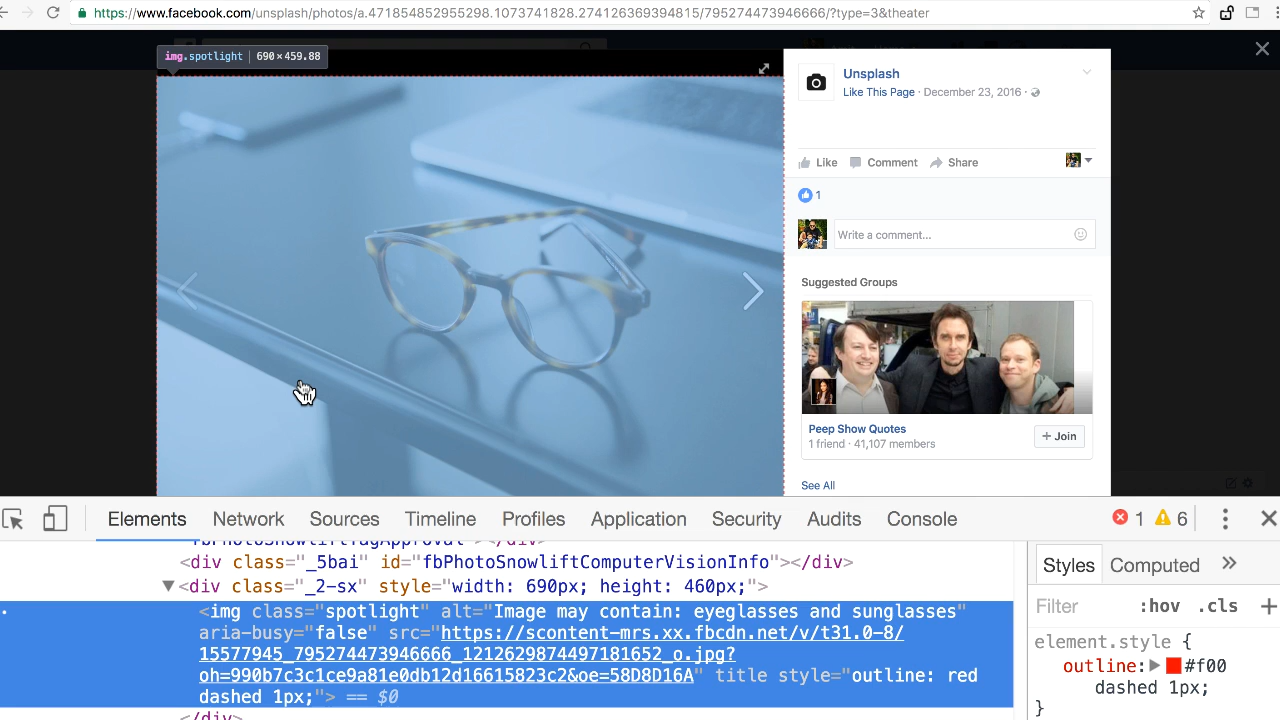 https://www.facebook.com/unsplash/photos/a.471854852955298.1073741828.274126369394815/795274473946666/?type=3&theater
img.spotlight | 690×459.88
Unsplash
Like This Page · December 23, 2016 ·
Like Comment Share
1
Write a comment...
Suggested Groups
Peep Show Quotes
1 friend · 41,107 members
+ Join
See All
Elements Network Sources Timeline Profiles Application Security Audits Console 1 6
fbPhotoSnowliftTagApproval"></div>
<div class="_5bai" id="fbPhotoSnowliftComputerVisionInfo"></div>
▼<div class="_2-sx" style="width: 690px; height: 460px;">
<img class="spotlight" alt="Image may contain: eyeglasses and sunglasses"
aria-busy="false" src="https://scontent-mrs.xx.fbcdn.net/v/t31.0-8/
15577945_795274473946666_1212629874497181652_o.jpg?
oh=990b7c3c1ce9a81e0db12d16615823c2&oe=58D8D16A" title style="outline: red
dashed 1px;"> == $0
</div>
Styles Computed »
Filter :hov .cls +
element.style {
outline:▶#f00
dashed 1px;
}